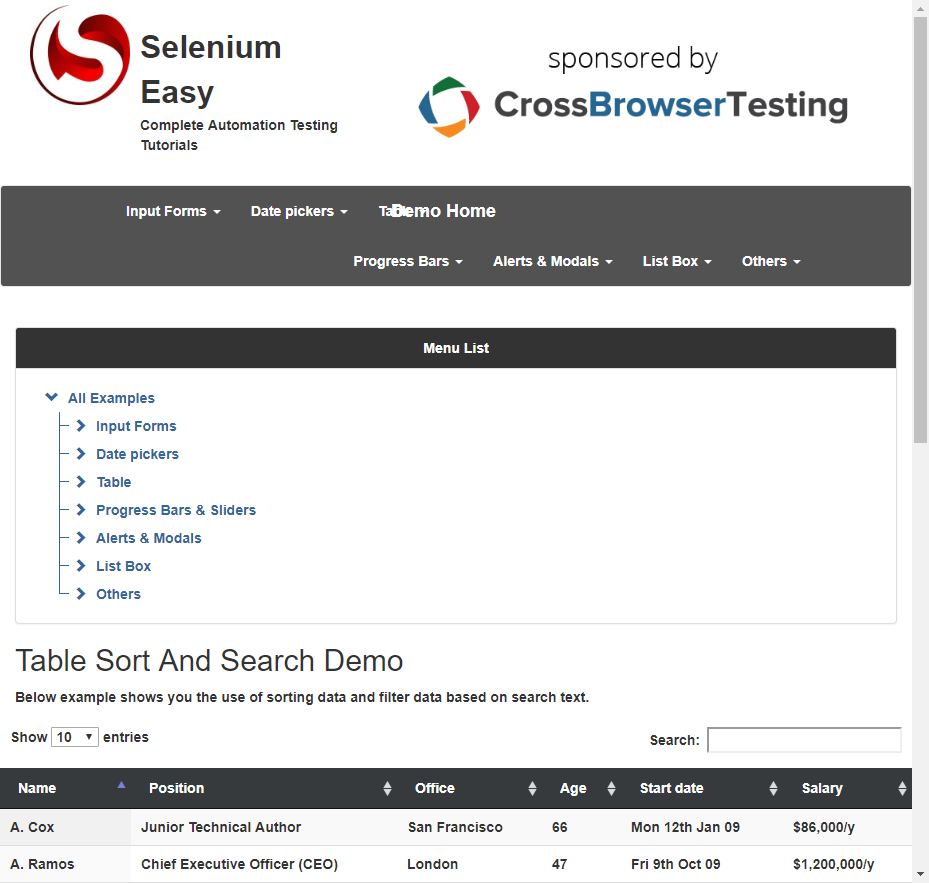 Selenium
Easy
Complete Automation Testing
Tutorials
sponsored by
CrossBrowserTesting
Input Forms
Date pickers
Demo Home
Progress Bars
Alerts & Modals
List Box
Others
Menu List
All Examples
Input Forms
Date pickers
Table
Progress Bars & Sliders
Alerts & Modals
List Box
Others
Table Sort And Search Demo
Below example shows you the use of sorting data and filter data based on search text.
Show 10 entries
Search:
Name Position Office Age Start date Salary
A. Cox Junior Technical Author San Francisco 66 Mon 12th Jan 09 $86,000/y
A. Ramos Chief Executive Officer (CEO) London 47 Fri 9th Oct 09 $1,200,000/y